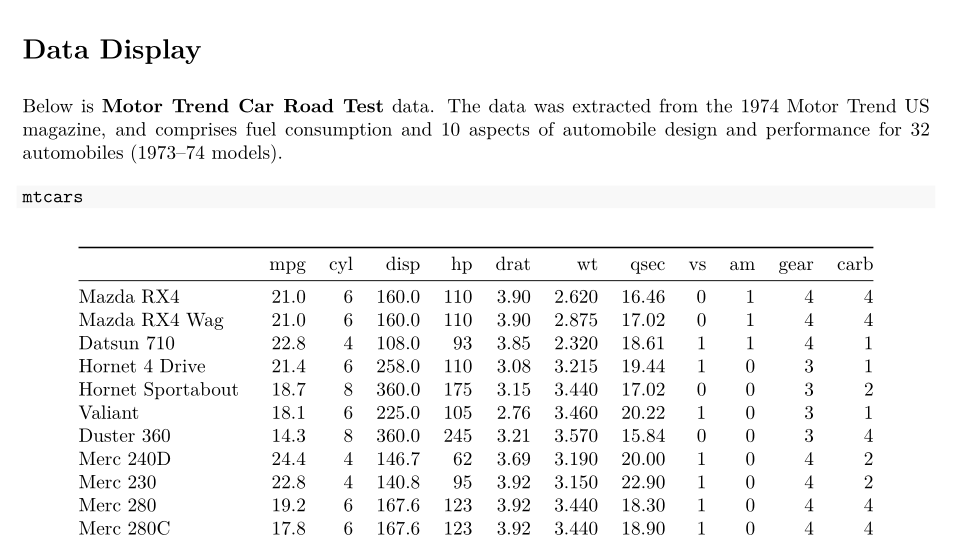 Data Display
Below is Motor Trend Car Road Test data. The data was extracted from the 1974 Motor Trend US
magazine, and comprises fuel consumption and 10 aspects of automobile design and performance for 32
automobiles (1973–74 models).
mtcars
mpg cyl disp hp drat wt qsec vs am gear carb
Mazda RX4 21.0 6 160.0 110 3.90 2.620 16.46 0 1 4 4
Mazda RX4 Wag 21.0 6 160.0 110 3.90 2.875 17.02 0 1 4 4
Datsun 710 22.8 4 108.0 93 3.85 2.320 18.61 1 1 4 1
Hornet 4 Drive 21.4 6 258.0 110 3.08 3.215 19.44 1 0 3 1
Hornet Sportabout 18.7 8 360.0 175 3.15 3.440 17.02 0 0 3 2
Valiant 18.1 6 225.0 105 2.76 3.460 20.22 1 0 3 1
Duster 360 14.3 8 360.0 245 3.21 3.570 15.84 0 0 3 4
Merc 240D 24.4 4 146.7 62 3.69 3.190 20.00 1 0 4 2
Merc 230 22.8 4 140.8 95 3.92 3.150 22.90 1 0 4 2
Merc 280 19.2 6 167.6 123 3.92 3.440 18.30 1 0 4 4
Merc 280C 17.8 6 167.6 123 3.92 3.440 18.90 1 0 4 4